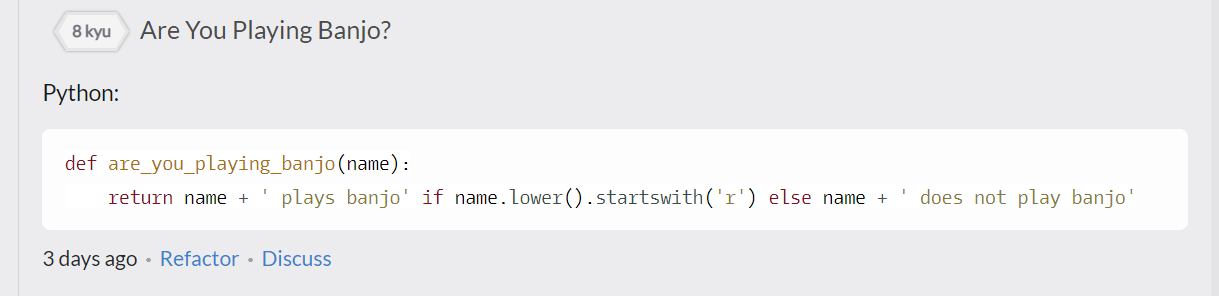 8 kyu Are You Playing Banjo?
Python:
def are_you_playing_banjo(name):
    return name + ' plays banjo' if name.lower().startswith('r') else name + ' does not play banjo'
3 days ago • Refactor • Discuss